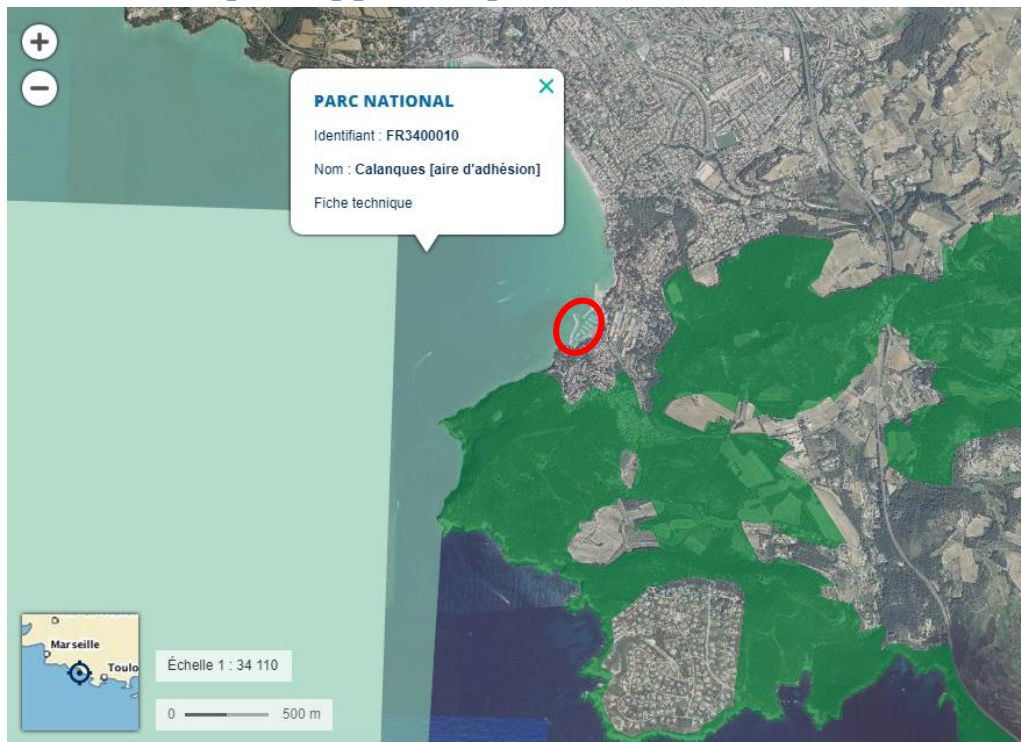 +
−
PARC NATIONAL
Identifiant : FR3400010
Nom : Calanques [aire d'adhésion]
Fiche technique
Marseille
Toulo
Échelle 1 : 34 110
0 500 m